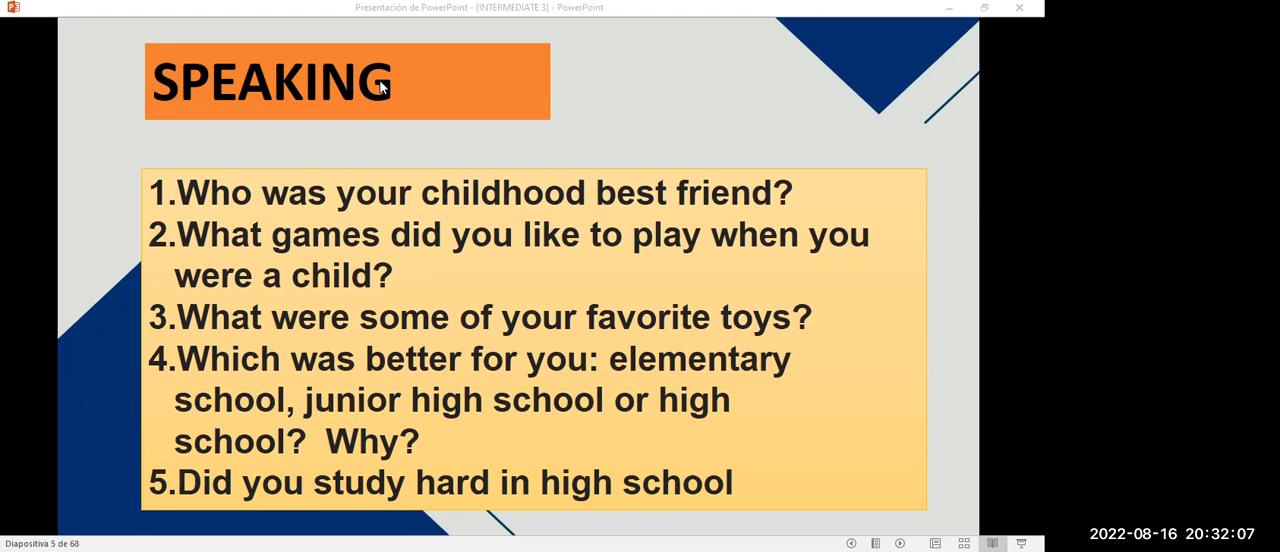 Presentación de PowerPoint - [INTERMEDIATE 3] - PowerPoint
SPEAKING
1.Who was your childhood best friend?
2.What games did you like to play when you
were a child?
3.What were some of your favorite toys?
4.Which was better for you: elementary
school, junior high school or high
school?  Why?
5.Did you study hard in high school
Diapositiva 5 de 68
2022-08-16 20:32:07